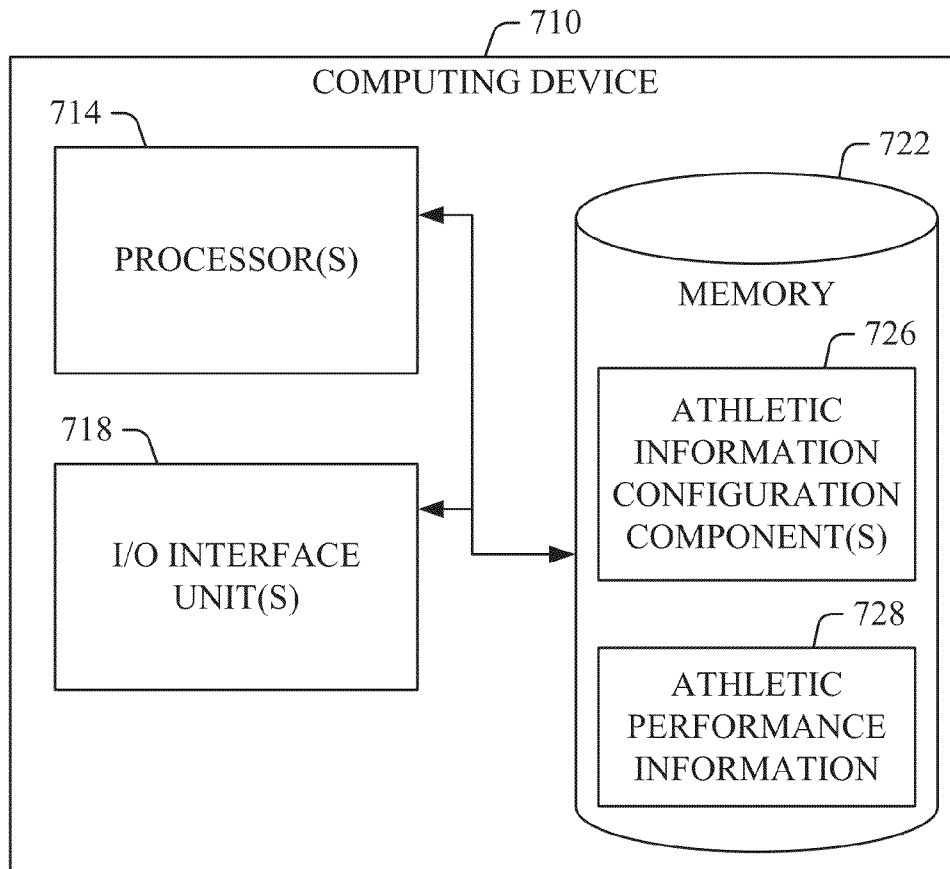 710
COMPUTING DEVICE
714
PROCESSOR(S)
718
I/O INTERFACE
UNIT(S)
722
MEMORY
726
ATHLETIC
INFORMATION
CONFIGURATION
COMPONENT(S)
728
ATHLETIC
PERFORMANCE
INFORMATION